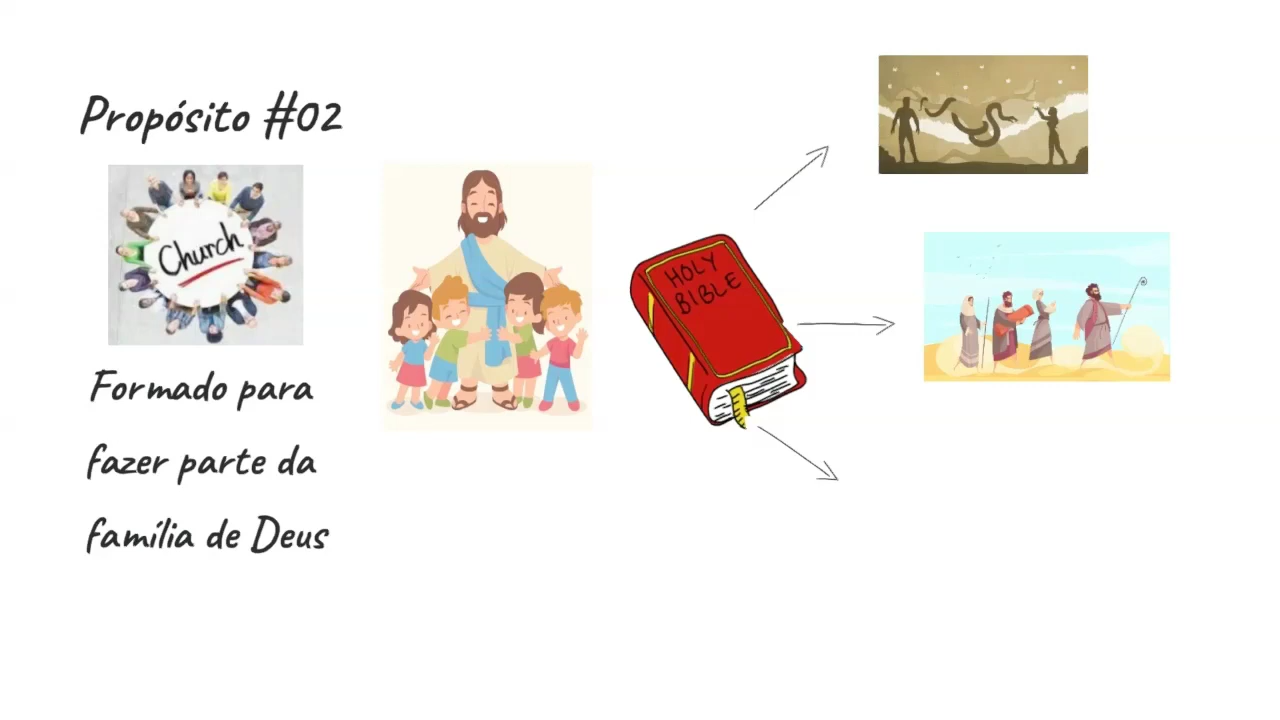 Propósito #02
Church
Formado para
fazer parte da
família de Deus
HOLY
BIBLE